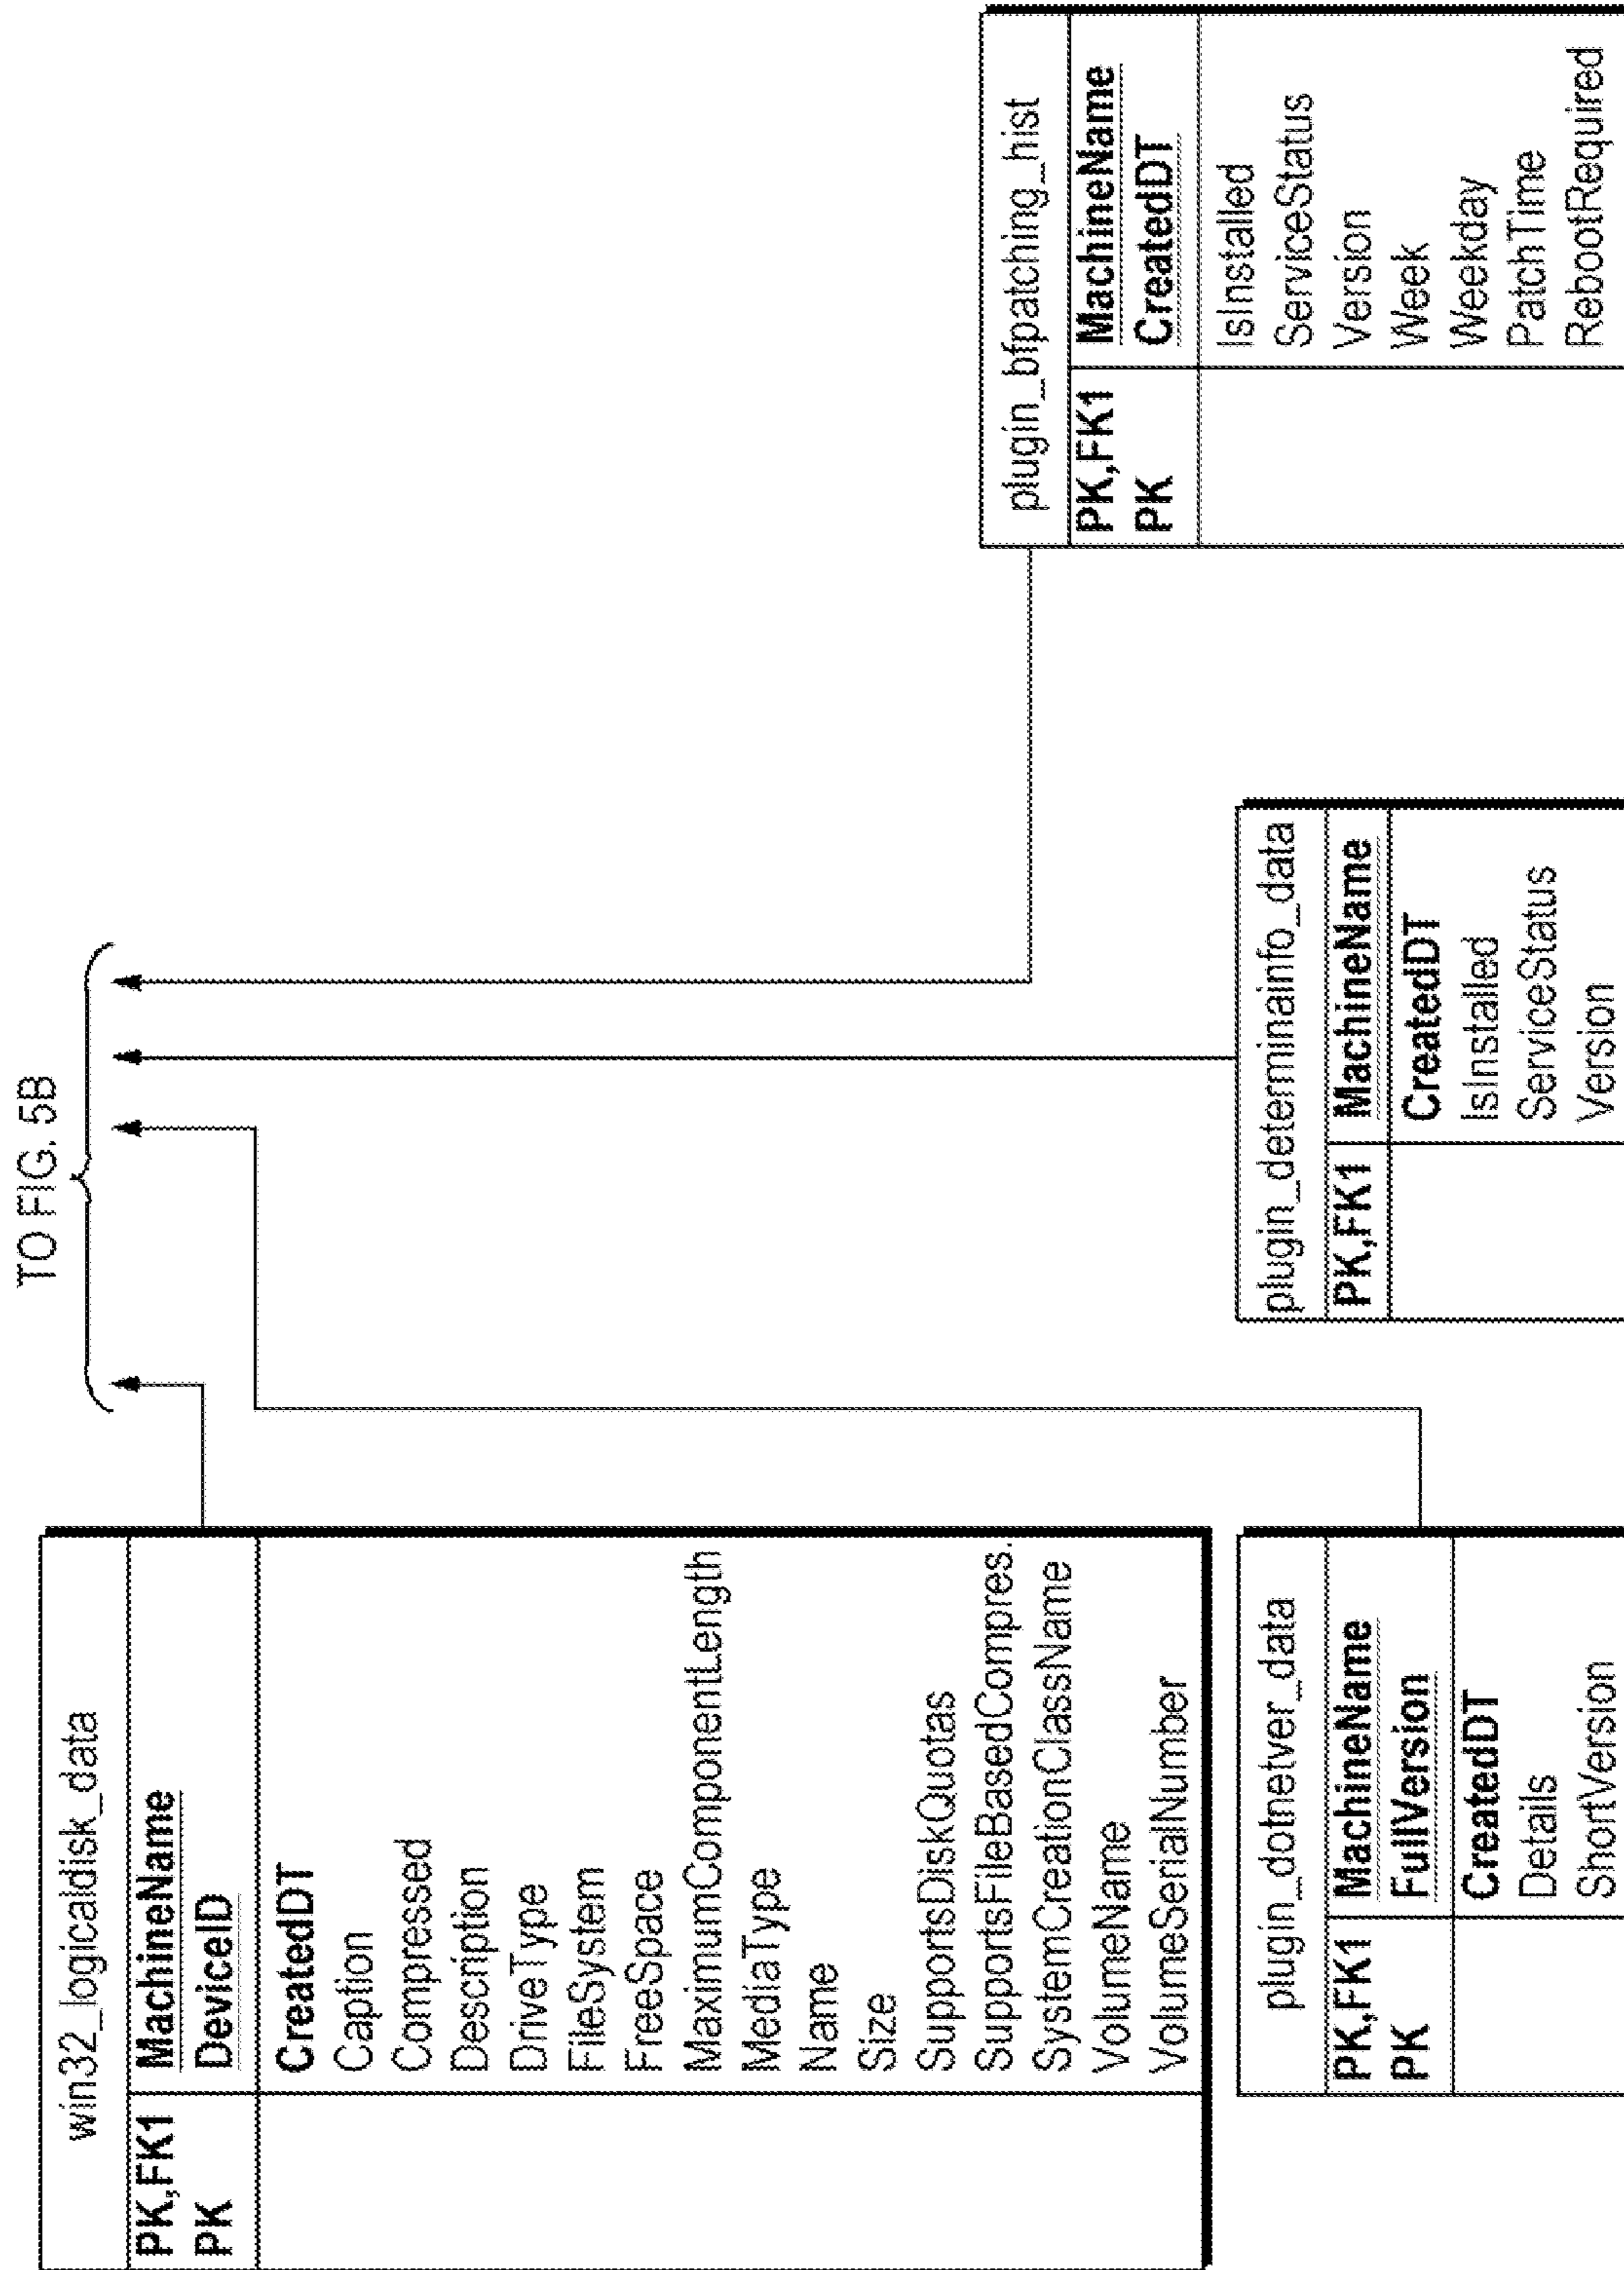 TO FIG. 5B
win32_logicaldisk_data
PK,FK1 MachineName
PK DeviceID
CreatedDT
Caption
Compressed
Description
DriveType
FileSystem
FreeSpace
MaximumComponentLength
MediaType
Name
Size
SupportsDiskQuotas
SupportsFileBasedCompres.
SystemCreationClassName
VolumeName
VolumeSerialNumber
plugin_dotnetver_data
PK,FK1 MachineName
PK FullVersion
CreatedDT
Details
ShortVersion
plugin_determinainfo_data
PK,FK1 MachineName
CreatedDT
IsInstalled
ServiceStatus
Version
plugin_bfpatching_hist
PK,FK1 MachineName
PK CreatedDT
IsInstalled
ServiceStatus
Version
Week
Weekday
PatchTime
RebootRequired